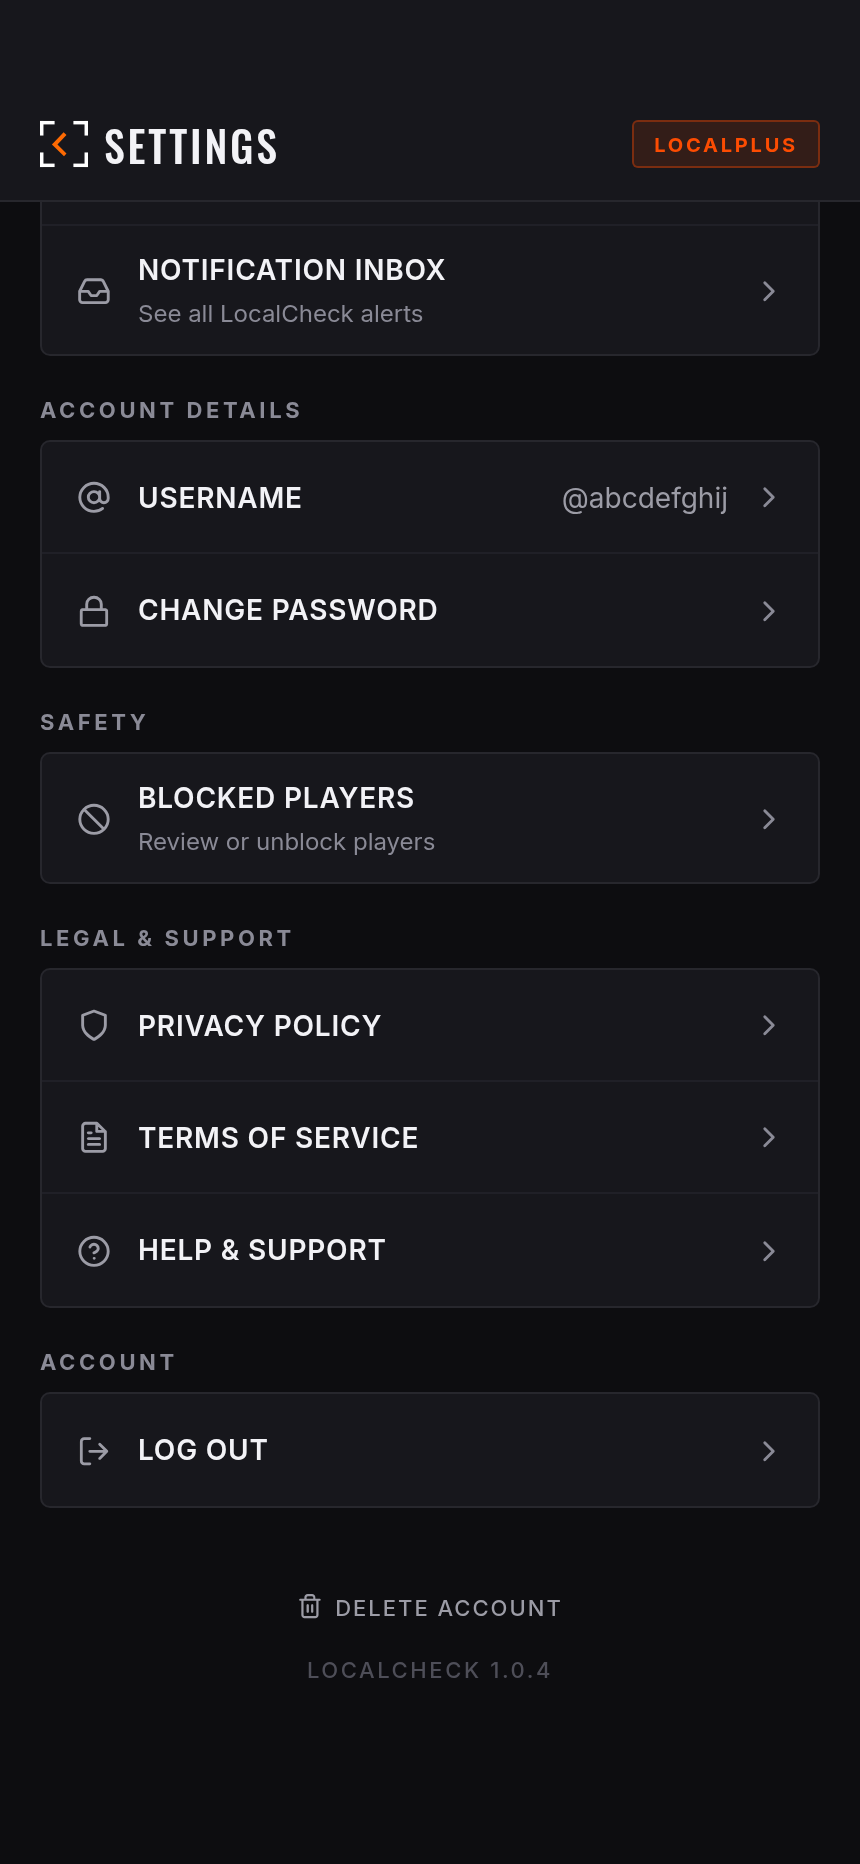 SETTINGS
LOCALPLUS
NOTIFICATION INBOX
See all LocalCheck alerts
ACCOUNT DETAILS
USERNAME
@abcdefghij
CHANGE PASSWORD
SAFETY
BLOCKED PLAYERS
Review or unblock players
LEGAL & SUPPORT
PRIVACY POLICY
TERMS OF SERVICE
HELP & SUPPORT
ACCOUNT
LOG OUT
DELETE ACCOUNT
LOCALCHECK 1.0.4